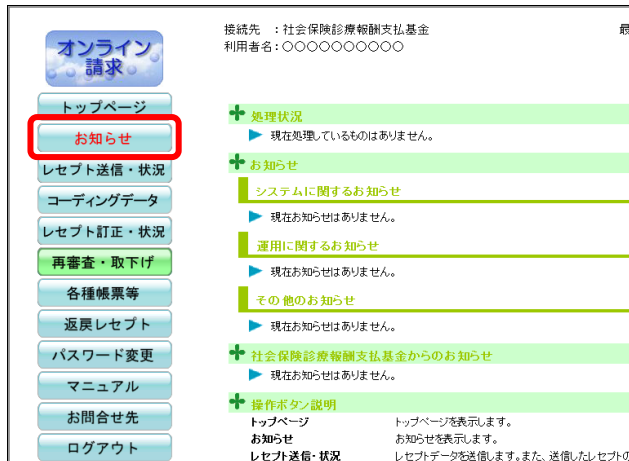 オンライン
請求
接続先 ：社会保険診療報酬支払基金
最
利用者名：○○○○○○○○○○
トップページ
お知らせ
レセプト送信・状況
コーディングデータ
レセプト訂正・状況
再審査・取下げ
各種帳票等
返戻レセプト
パスワード変更
マニュアル
お問合せ先
ログアウト
処理状況
現在処理しているものはありません。
お知らせ
システムに関するお知らせ
現在お知らせはありません。
運用に関するお知らせ
現在お知らせはありません。
その他のお知らせ
現在お知らせはありません。
社会保険診療報酬支払基金からのお知らせ
現在お知らせはありません。
操作ボタン説明
トップページ トップページを表示します。
お知らせ お知らせを表示します。
レセプト送信・状況 レセプトデータを送信します。また、送信したレセプトの